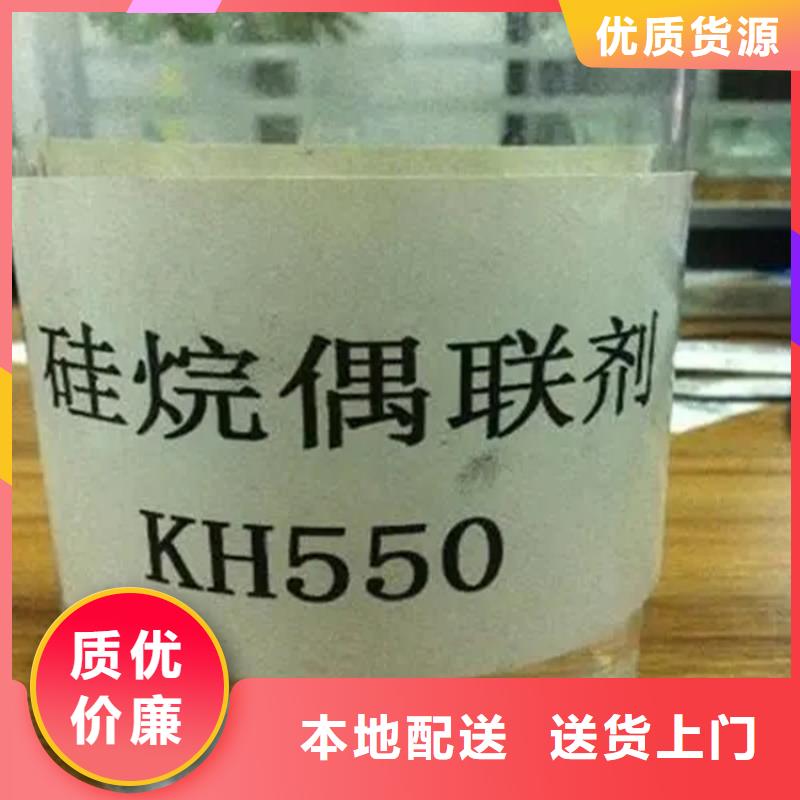 优质货源
硅烷偶联剂
KH550
质优
价廉
本地配送 送货上门